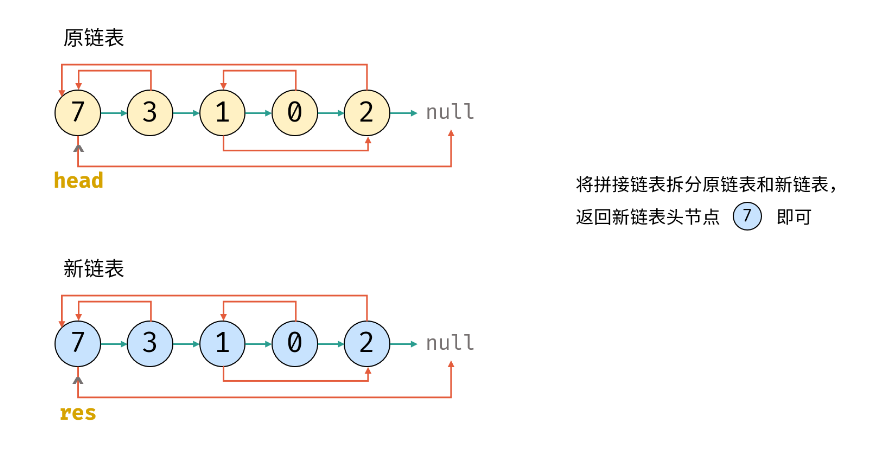 原链表
7 3 1 0 2 null
head
将拼接链表拆分原链表和新链表，
返回新链表头节点 7 即可
新链表
7 3 1 0 2 null
res